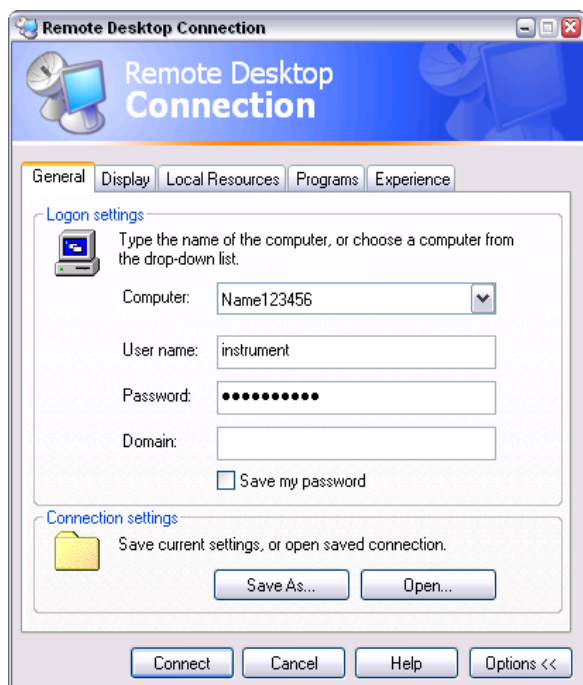 Remote Desktop Connection
Remote Desktop
Connection
General Display Local Resources Programs Experience
Logon settings
Type the name of the computer, or choose a computer from
the drop-down list.
Computer: Name123456
User name: instrument
Password: ●●●●●●●●●●
Domain:
Save my password
Connection settings
Save current settings, or open saved connection.
Save As... Open...
Connect Cancel Help Options <<